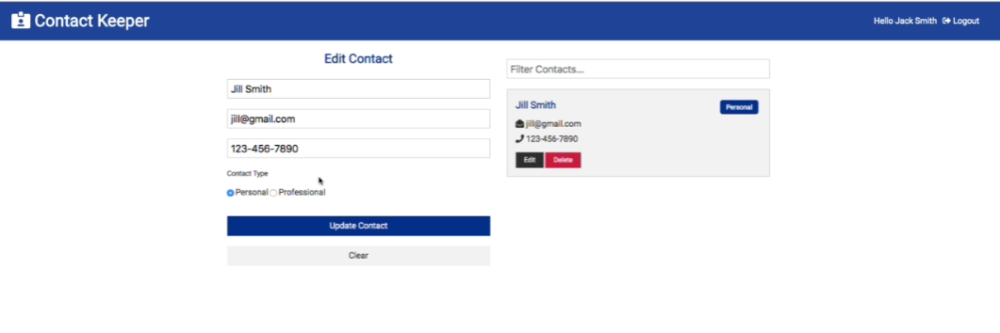 Contact Keeper
Hello Jack Smith Logout
Edit Contact
Jill Smith
jill@gmail.com
123-456-7890
Contact Type
Personal Professional
Update Contact
Clear
Filter Contacts...
Jill Smith Personal
jill@gmail.com
123-456-7890
Edit Delete